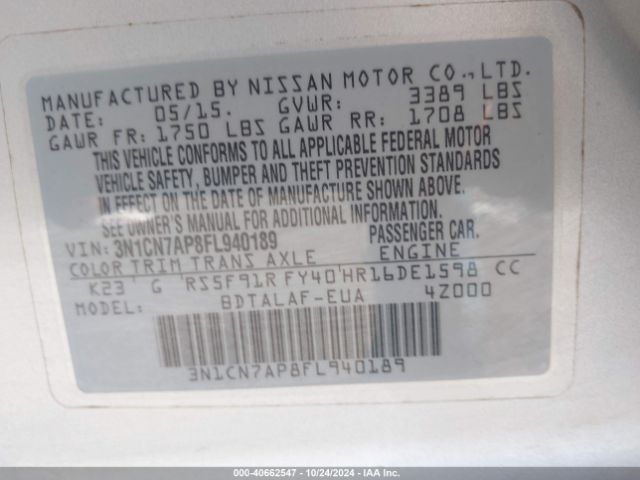 MANUFACTURED BY NISSAN MOTOR CO., LTD.
DATE: 05/15. GVWR: 3389 LBS
GAWR FR: 1750 LBS GAWR RR: 1708 LBS
THIS VEHICLE CONFORMS TO ALL APPLICABLE FEDERAL MOTOR
VEHICLE SAFETY, BUMPER AND THEFT PREVENTION STANDARDS
IN EFFECT ON THE DATE OF MANUFACTURE SHOWN ABOVE.
SEE OWNER'S MANUAL FOR ADDITIONAL INFORMATION.
VIN: 3N1CN7AP8FL940189 PASSENGER CAR.
COLOR TRIM TRANS AXLE ENGINE
K23 G RS5F91R FY40 HR16DE1598 CC
MODEL: BDTALAF-EUA 4Z000
3N1CN7AP8FL940189
000-40662547 - 10/24/2024 - IAA Inc.